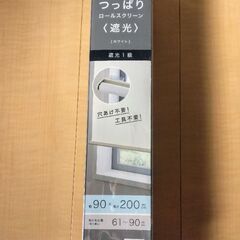 つっぱり
ロールスクリーン
〈遮光〉
[ホワイト]
遮光1級
穴あけ不要!
工具不要!
幅90×高さ200cm
61~90cm